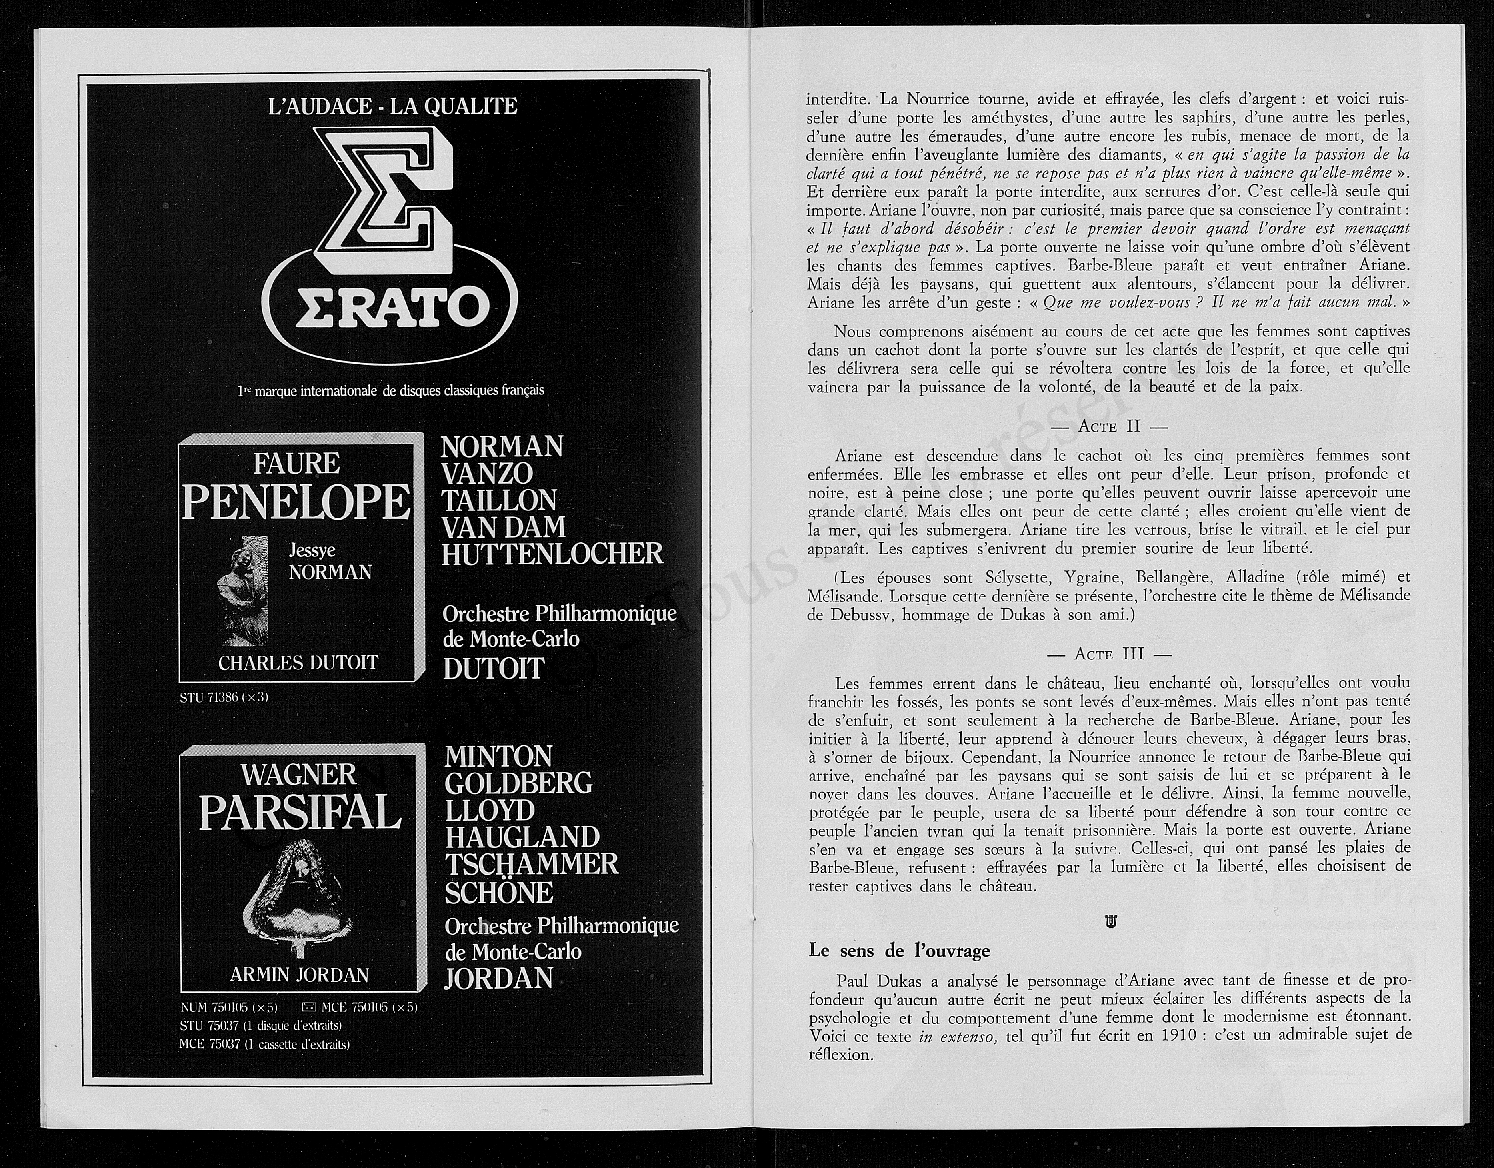 L'AUDACE - LA QUALITE
ΣRATO
1re marque internationale de disques classiques français
FAURE
PENELOPE
Jessye
NORMAN
CHARLES DUTOIT
STU 71386 (×3)
NORMAN
VANZO
TAILLON
VAN DAM
HUTTENLOCHER
Orchestre Philharmonique
de Monte-Carlo
DUTOIT
WAGNER
PARSIFAL
ARMIN JORDAN
NUM 750105 (×5) MCE 750105 (×5)
STU 75037 (1 disque d'extraits)
MCE 75037 (1 cassette d'extraits)
MINTON
GOLDBERG
LLOYD
HAUGLAND
TSCHAMMER
SCHÖNE
Orchestre Philharmonique
de Monte-Carlo
JORDAN
interdite. La Nourrice tourne, avide et effrayée, les clefs d'argent : et voici ruis-
seler d'une porte les améthystes, d'une autre les saphirs, d'une autre les perles,
d'une autre les émeraudes, d'une autre encore les rubis, menace de mort, de la
dernière enfin l'aveuglante lumière des diamants, « en qui s'agite la passion de la
clarté qui a tout pénétré, ne se repose pas et n'a plus rien à vaincre qu'elle-même ».
Et derrière eux paraît la porte interdite, aux serrures d'or. C'est celle-là seule qui
importe. Ariane l'ouvre, non par curiosité, mais parce que sa conscience l'y contraint :
« Il faut d'abord désobéir : c'est le premier devoir quand l'ordre est menaçant
et ne s'explique pas ». La porte ouverte ne laisse voir qu'une ombre d'où s'élèvent
les chants des femmes captives. Barbe-Bleue paraît et veut entraîner Ariane.
Mais déjà les paysans, qui guettent aux alentours, s'élancent pour la délivrer.
Ariane les arrête d'un geste : « Que me voulez-vous ? Il ne m'a fait aucun mal. »
Nous comprenons aisément au cours de cet acte que les femmes sont captives
dans un cachot dont la porte s'ouvre sur les clartés de l'esprit, et que celle qui
les délivrera sera celle qui se révoltera contre les lois de la force, et qu'elle
vaincra par la puissance de la volonté, de la beauté et de la paix.
— ACTE II —
Ariane est descendue dans le cachot où les cinq premières femmes sont
enfermées. Elle les embrasse et elles ont peur d'elle. Leur prison, profonde et
noire, est à peine close ; une porte qu'elles peuvent ouvrir laisse apercevoir une
grande clarté. Mais elles ont peur de cette clarté ; elles croient qu'elle vient de
la mer, qui les submergera. Ariane tire les verrous, brise le vitrail, et le ciel pur
apparaît. Les captives s'enivrent du premier sourire de leur liberté.
(Les épouses sont Sélysette, Ygraine, Bellangère, Alladine (rôle mimé) et
Mélisande. Lorsque cette dernière se présente, l'orchestre cite le thème de Mélisande
de Debussy, hommage de Dukas à son ami.)
— ACTE III —
Les femmes errent dans le château, lieu enchanté où, lorsqu'elles ont voulu
franchir les fossés, les ponts se sont levés d'eux-mêmes. Mais elles n'ont pas tenté
de s'enfuir, et sont seulement à la recherche de Barbe-Bleue. Ariane, pour les
initier à la liberté, leur apprend à dénouer leurs cheveux, à dégager leurs bras,
à s'orner de bijoux. Cependant, la Nourrice annonce le retour de Barbe-Bleue qui
arrive, enchaîné par les paysans qui se sont saisis de lui et se préparent à le
noyer dans les douves. Ariane l'accueille et le délivre. Ainsi, la femme nouvelle,
protégée par le peuple, usera de sa liberté pour défendre à son tour contre ce
peuple l'ancien tyran qui la tenait prisonnière. Mais la porte est ouverte. Ariane
s'en va et engage ses sœurs à la suivre. Celles-ci, qui ont pansé les plaies de
Barbe-Bleue, refusent : effrayées par la lumière et la liberté, elles choisissent de
rester captives dans le château.
Le sens de l'ouvrage
Paul Dukas a analysé le personnage d'Ariane avec tant de finesse et de pro-
fondeur qu'aucun autre écrit ne peut mieux éclairer les différents aspects de la
psychologie et du comportement d'une femme dont le modernisme est étonnant.
Voici ce texte in extenso, tel qu'il fut écrit en 1910 : c'est un admirable sujet de
réflexion.